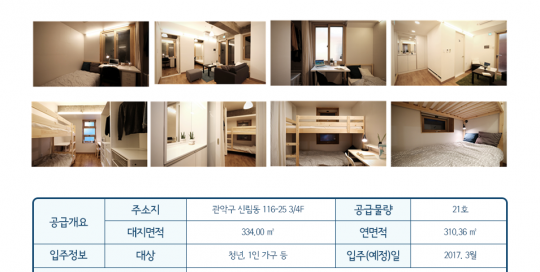 공급개요 주소지 관악구 신림동 116-25 3/4F 공급물량 21호
대지면적 334.00 ㎡ 연면적 310.36 ㎡
입주정보 대상 청년, 1인 가구 등 입주(예정)일 2017. 3월